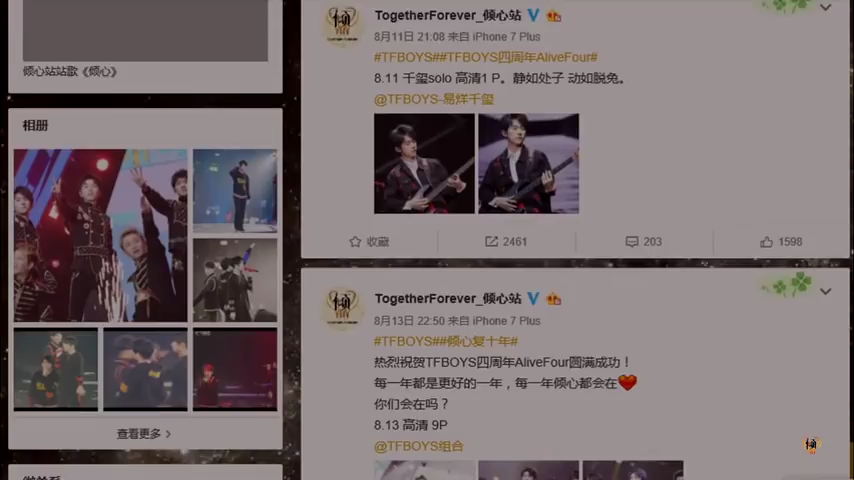 倾心站站歌《倾心》
相册
查看更多
TogetherForever_倾心站
8月11日 21:08 来自 iPhone 7 Plus
#TFBOYS##TFBOYS四周年AliveFour#
8.11 千玺solo 高清1 P。静如处子 动如脱兔。
@TFBOYS-易烊千玺
收藏
2461
203
1598
TogetherForever_倾心站
8月13日 22:50 来自 iPhone 7 Plus
#TFBOYS##倾心复十年#
热烈祝贺TFBOYS四周年AliveFour圆满成功！
每一年都是更好的一年，每一年倾心都会在
你们会在吗？
8.13 高清 9P
@TFBOYS组合